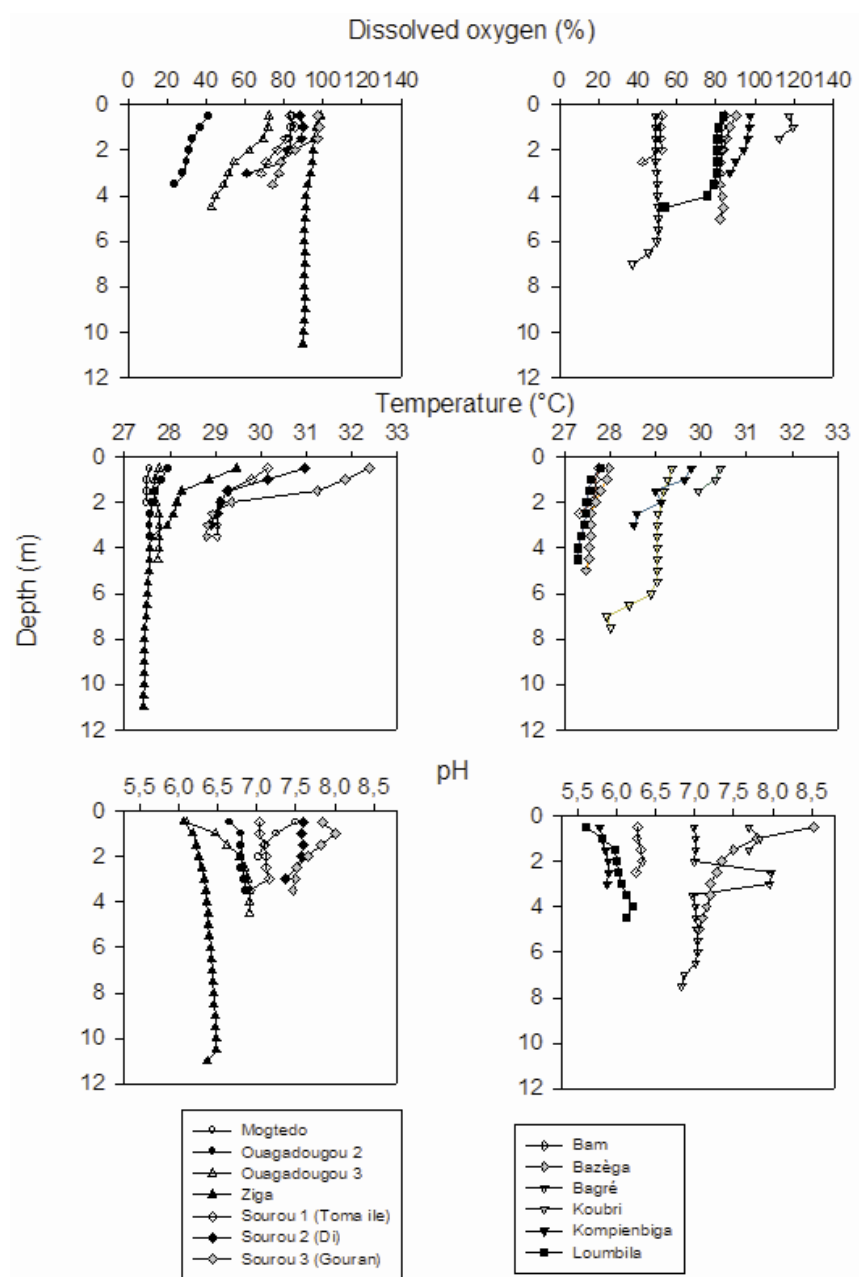 Dissolved oxygen (%)
0 20 40 60 80 100 120 140
0 20 40 60 80 100 120 140
0
2
4
6
8
10
12
0
2
4
6
8
10
12
Temperature (°C)
27 28 29 30 31 32 33
27 28 29 30 31 32 33
0
2
4
6
8
10
12
0
2
4
6
8
10
12
Depth (m)
pH
5,5 6,0 6,5 7,0 7,5 8,0 8,5
5,5 6,0 6,5 7,0 7,5 8,0 8,5
0
2
4
6
8
10
12
0
2
4
6
8
10
12
Mogtedo
Ouagadougou 2
Ouagadougou 3
Ziga
Sourou 1 (Toma ile)
Sourou 2 (Di)
Sourou 3 (Gouran)
Bam
Bazèga
Bagré
Koubri
Kompienbiga
Loumbila